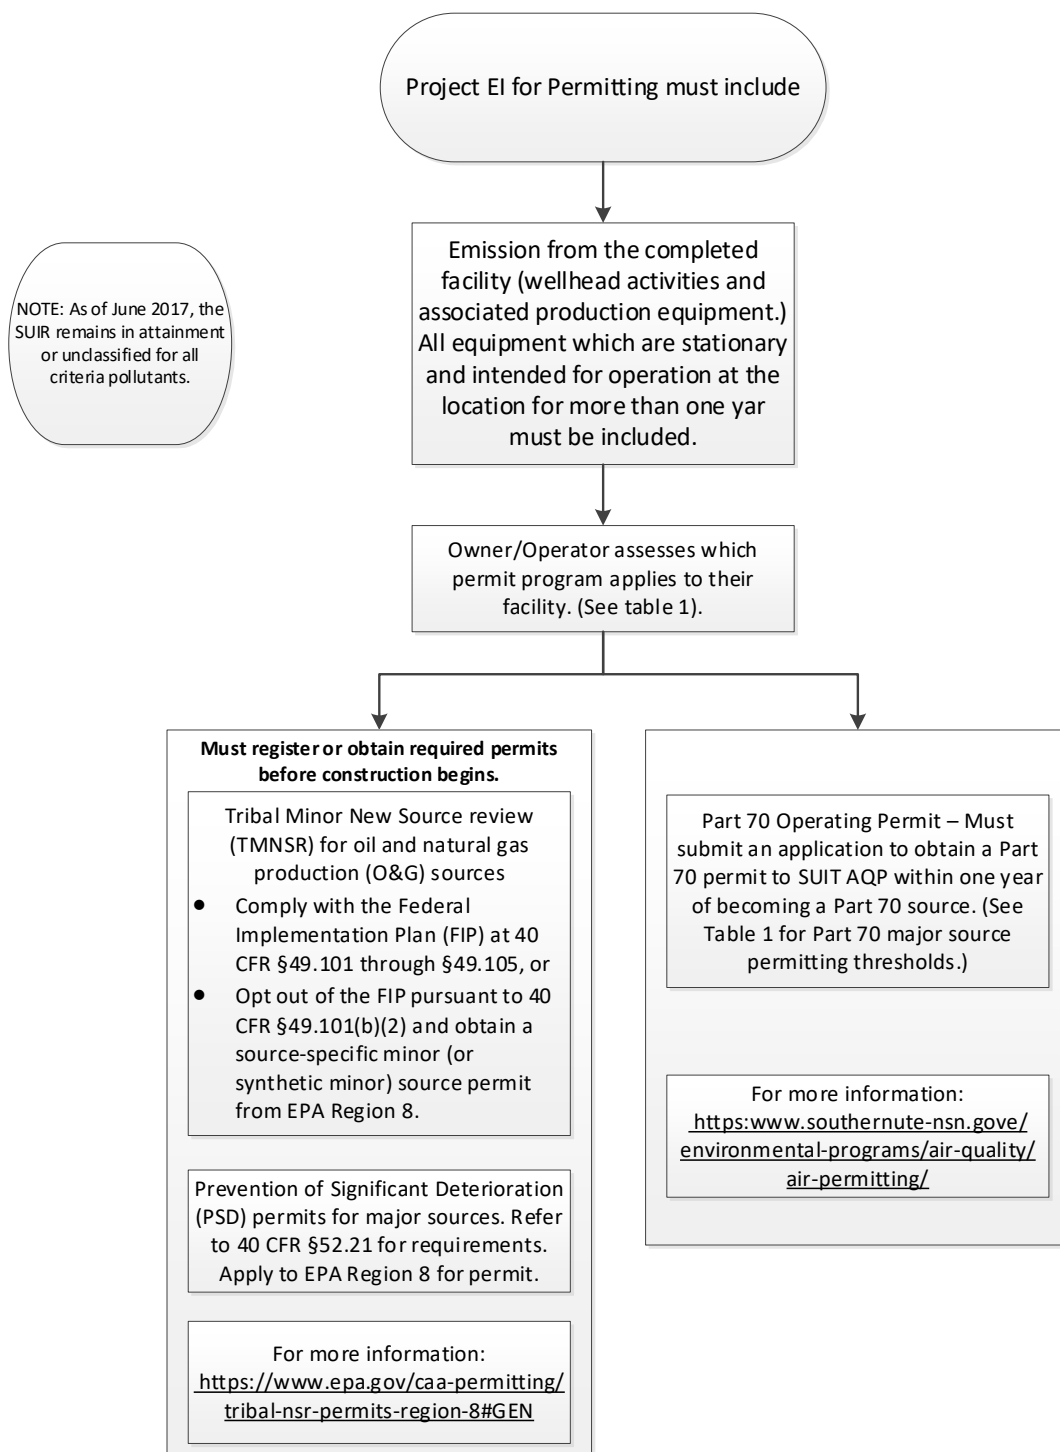 Project EI for Permitting must include
NOTE: As of June 2017, the
SUIR remains in attainment
or unclassified for all
criteria pollutants.
Emission from the completed
facility (wellhead activities and
associated production equipment.)
All equipment which are stationary
and intended for operation at the
location for more than one yar
must be included.
Owner/Operator assesses which
permit program applies to their
facility. (See table 1).
Must register or obtain required permits
before construction begins.
Tribal Minor New Source review
(TMNSR) for oil and natural gas
production (O&G) sources
● Comply with the Federal
Implementation Plan (FIP) at 40
CFR §49.101 through §49.105, or
● Opt out of the FIP pursuant to 40
CFR §49.101(b)(2) and obtain a
source-specific minor (or
synthetic minor) source permit
from EPA Region 8.
Prevention of Significant Deterioration
(PSD) permits for major sources. Refer
to 40 CFR §52.21 for requirements.
Apply to EPA Region 8 for permit.
For more information:
https://www.epa.gov/caa-permitting/
tribal-nsr-permits-region-8#GEN
Part 70 Operating Permit – Must
submit an application to obtain a Part
70 permit to SUIT AQP within one year
of becoming a Part 70 source. (See
Table 1 for Part 70 major source
permitting thresholds.)
For more information:
https:www.southernute-nsn.gove/
environmental-programs/air-quality/
air-permitting/